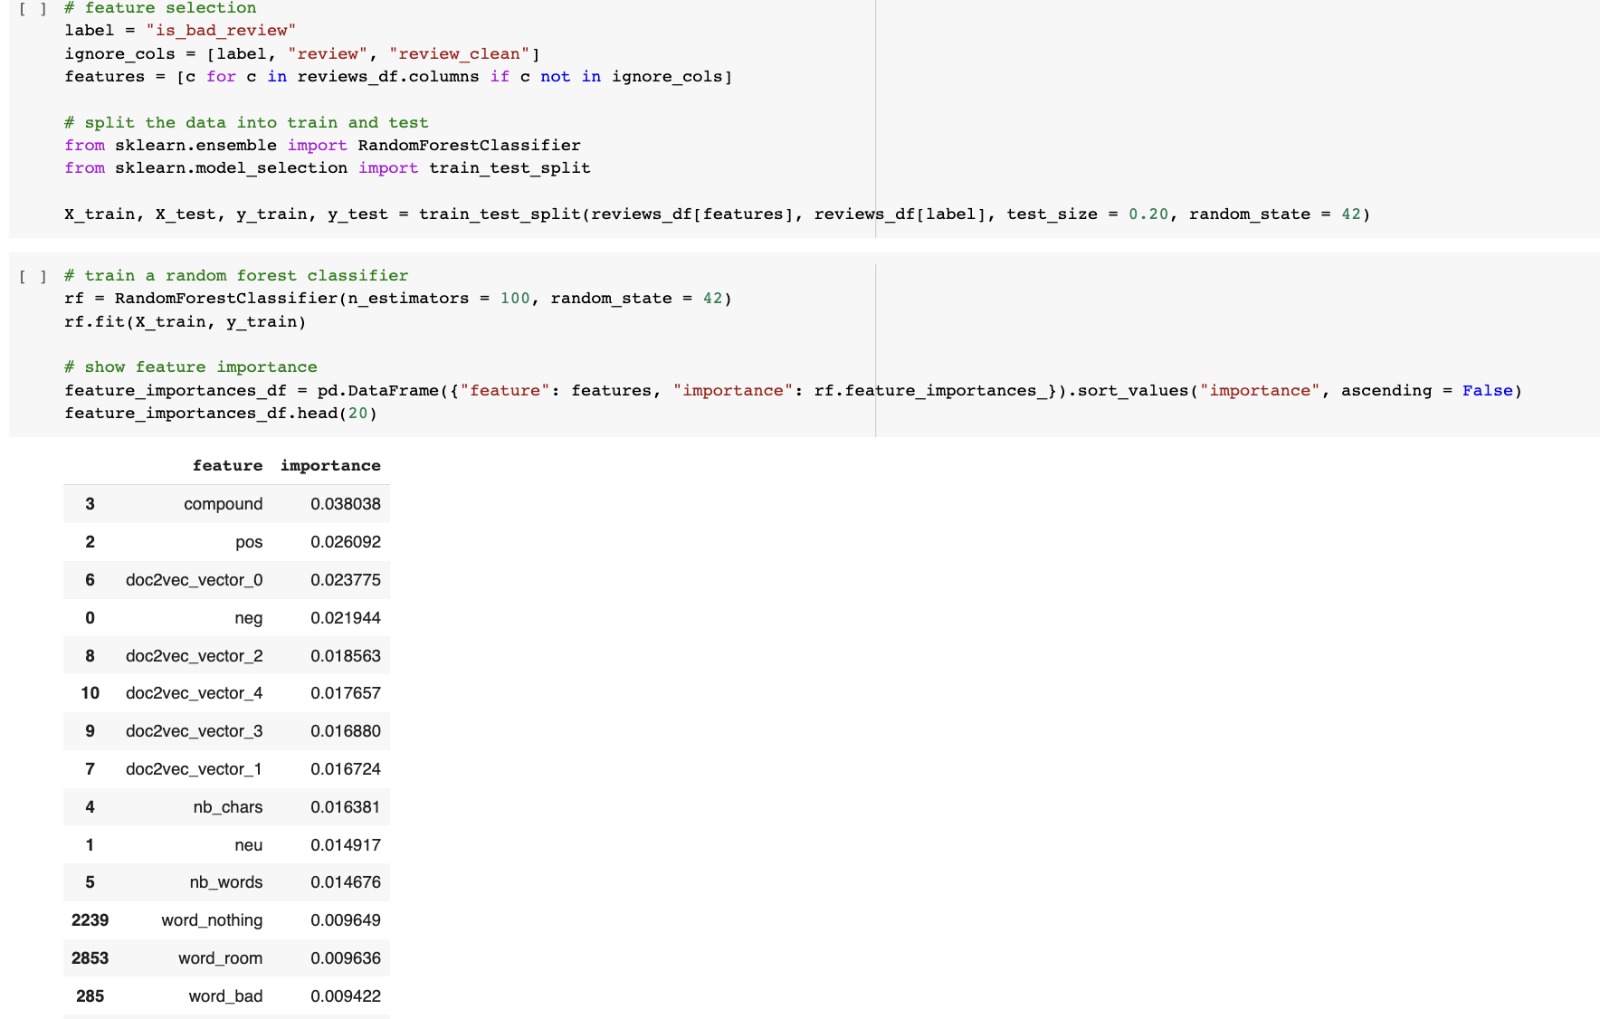 [ ] # feature selection
label = "is_bad_review"
ignore_cols = [label, "review", "review_clean"]
features = [c for c in reviews_df.columns if c not in ignore_cols]
# split the data into train and test
from sklearn.ensemble import RandomForestClassifier
from sklearn.model_selection import train_test_split
X_train, X_test, y_train, y_test = train_test_split(reviews_df[features], reviews_df[label], test_size = 0.20, random_state = 42)
[ ] # train a random forest classifier
rf = RandomForestClassifier(n_estimators = 100, random_state = 42)
rf.fit(X_train, y_train)
# show feature importance
feature_importances_df = pd.DataFrame({"feature": features, "importance": rf.feature_importances_}).sort_values("importance", ascending = False)
feature_importances_df.head(20)
feature importance
3 compound 0.038038
2 pos 0.026092
6 doc2vec_vector_0 0.023775
0 neg 0.021944
8 doc2vec_vector_2 0.018563
10 doc2vec_vector_4 0.017657
9 doc2vec_vector_3 0.016880
7 doc2vec_vector_1 0.016724
4 nb_chars 0.016381
1 neu 0.014917
5 nb_words 0.014676
2239 word_nothing 0.009649
2853 word_room 0.009636
285 word_bad 0.009422